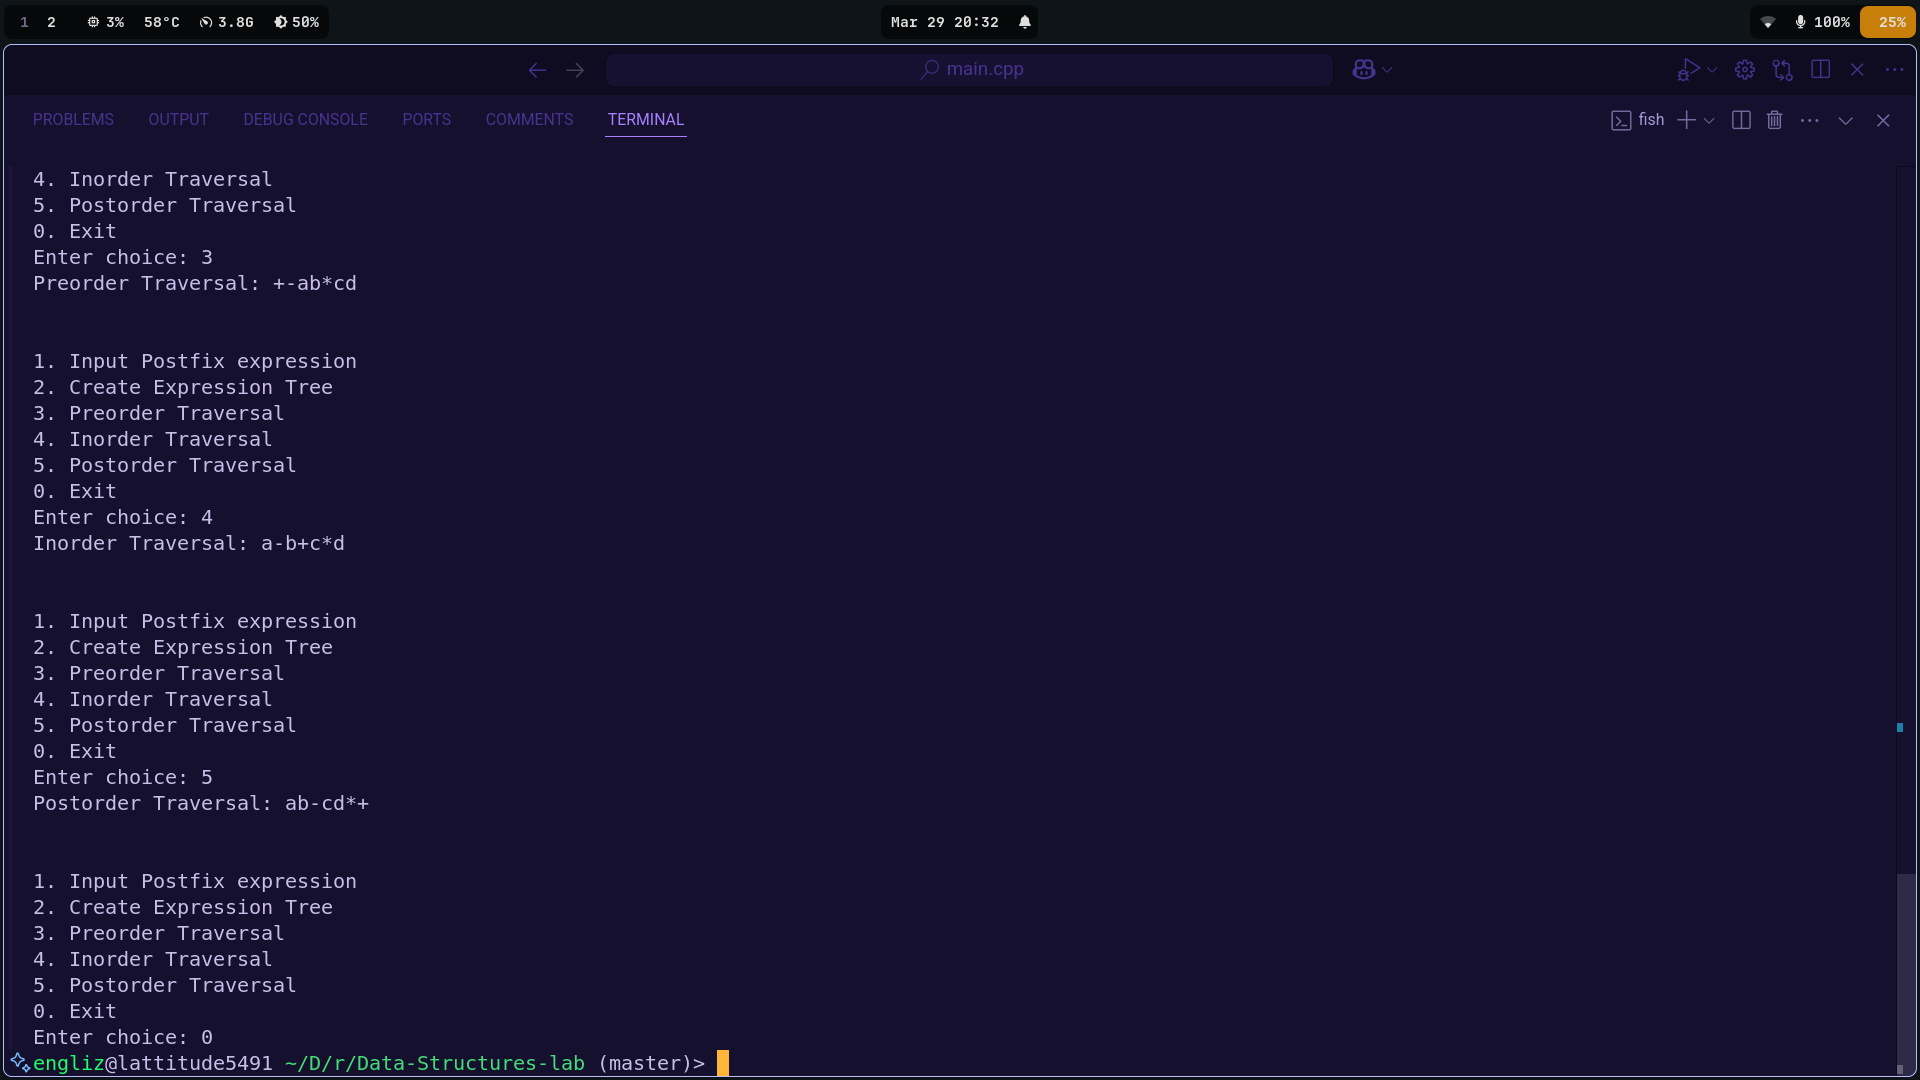 1 2 3% 58°C 3.8G 50% Mar 29 20:32 100% 25%
main.cpp
PROBLEMS OUTPUT DEBUG CONSOLE PORTS COMMENTS TERMINAL fish
4. Inorder Traversal
5. Postorder Traversal
0. Exit
Enter choice: 3
Preorder Traversal: +-ab*cd
1. Input Postfix expression
2. Create Expression Tree
3. Preorder Traversal
4. Inorder Traversal
5. Postorder Traversal
0. Exit
Enter choice: 4
Inorder Traversal: a-b+c*d
1. Input Postfix expression
2. Create Expression Tree
3. Preorder Traversal
4. Inorder Traversal
5. Postorder Traversal
0. Exit
Enter choice: 5
Postorder Traversal: ab-cd*+
1. Input Postfix expression
2. Create Expression Tree
3. Preorder Traversal
4. Inorder Traversal
5. Postorder Traversal
0. Exit
Enter choice: 0
engliz@lattitude5491 ~/D/r/Data-Structures-lab (master)>